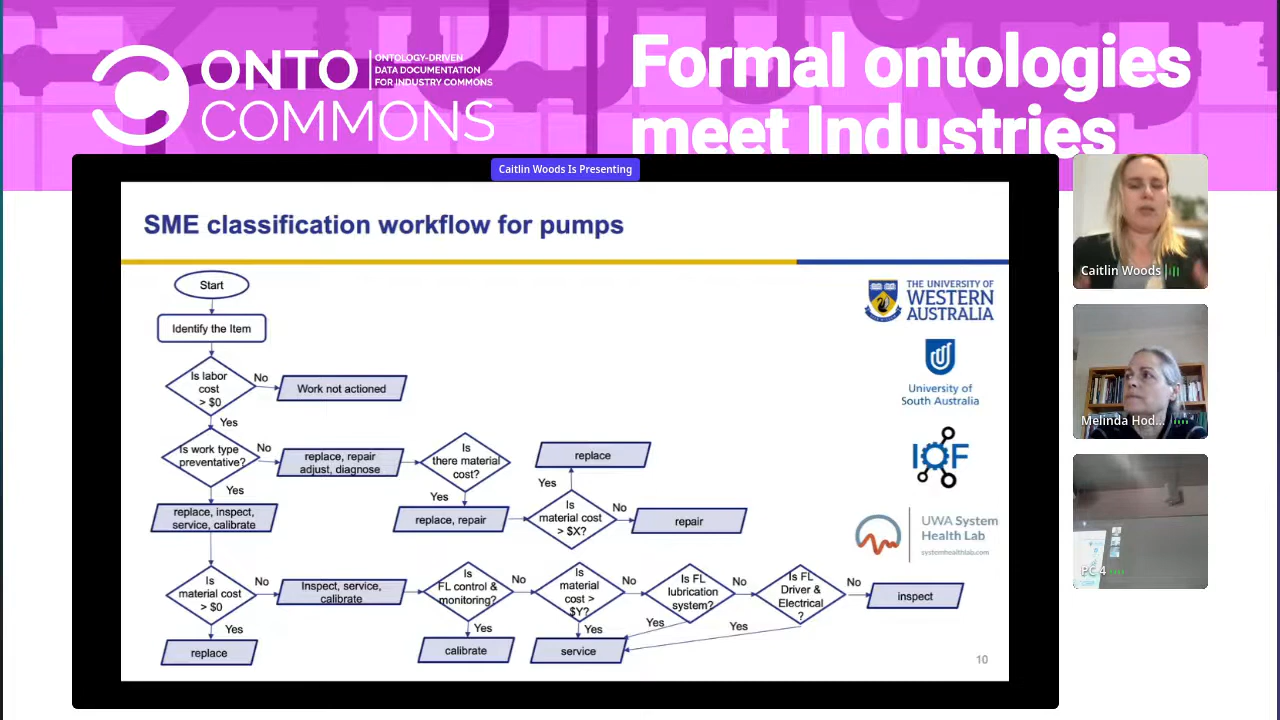 ONTO
COMMONS
ONTOLOGY-DRIVEN
DATA DOCUMENTATION
FOR INDUSTRY COMMONS
Formal ontologies
meet Industries
Caitlin Woods Is Presenting
SME classification workflow for pumps
Start
Identify the Item
Is labor
cost
> $0
No
Work not actioned
Yes
Is work type
preventative?
No
replace, repair
adjust, diagnose
Is
there material
cost?
Yes
replace, repair
Is
material cost
> $X?
Yes
replace
No
repair
Yes
replace, inspect,
service, calibrate
Is
material cost
> $0
Yes
replace
No
Inspect, service,
calibrate
Is
FL control &
monitoring?
Yes
calibrate
No
Is
material
cost >
$Y?
Yes
service
No
Is FL
lubrication
system?
Yes
No
Is FL
Driver &
Electrical
?
Yes
No
inspect
THE UNIVERSITY OF
WESTERN
AUSTRALIA
University of
South Australia
IOF
UWA System
Health Lab
systemhealthlab.com
10
Caitlin Woods
Melinda Hod...
PC 4